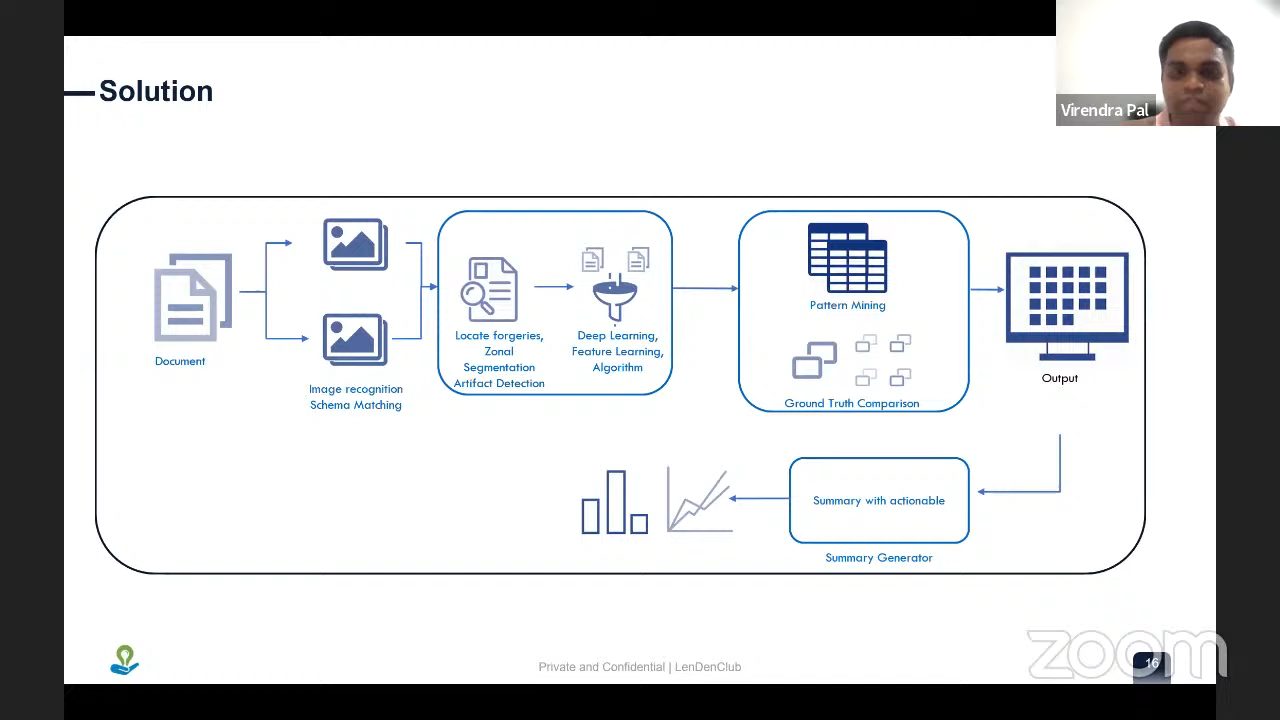 Solution
Virendra Pal
Document
Image recognition
Schema Matching
Locate forgeries,
Zonal
Segmentation
Artifact Detection
Deep Learning,
Feature Learning,
Algorithm
Pattern Mining
Ground Truth Comparison
Output
Summary with actionable
Summary Generator
Private and Confidential | LenDenClub
16
zoom